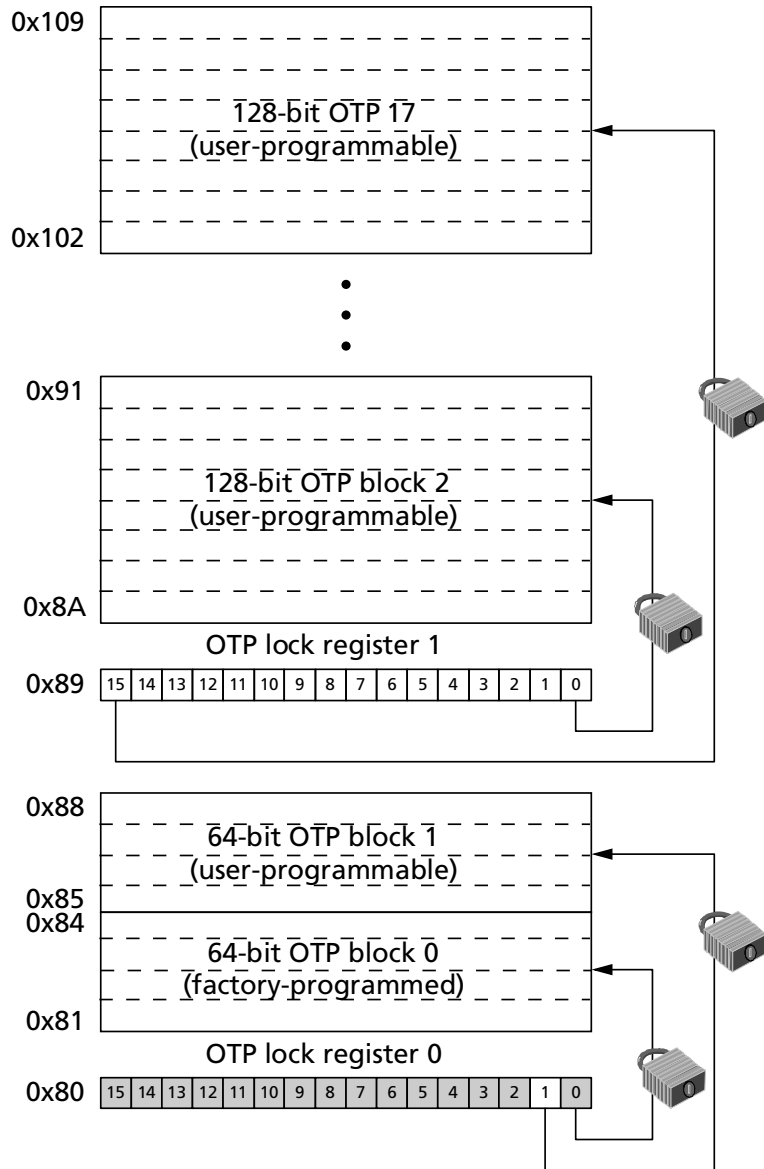 0x109
128-bit OTP 17
(user-programmable)
0x102
0x91
128-bit OTP block 2
(user-programmable)
0x8A
OTP lock register 1
0x89 15 14 13 12 11 10 9 8 7 6 5 4 3 2 1 0
0x88
64-bit OTP block 1
(user-programmable)
0x85
0x84
64-bit OTP block 0
(factory-programmed)
0x81
OTP lock register 0
0x80 15 14 13 12 11 10 9 8 7 6 5 4 3 2 1 0